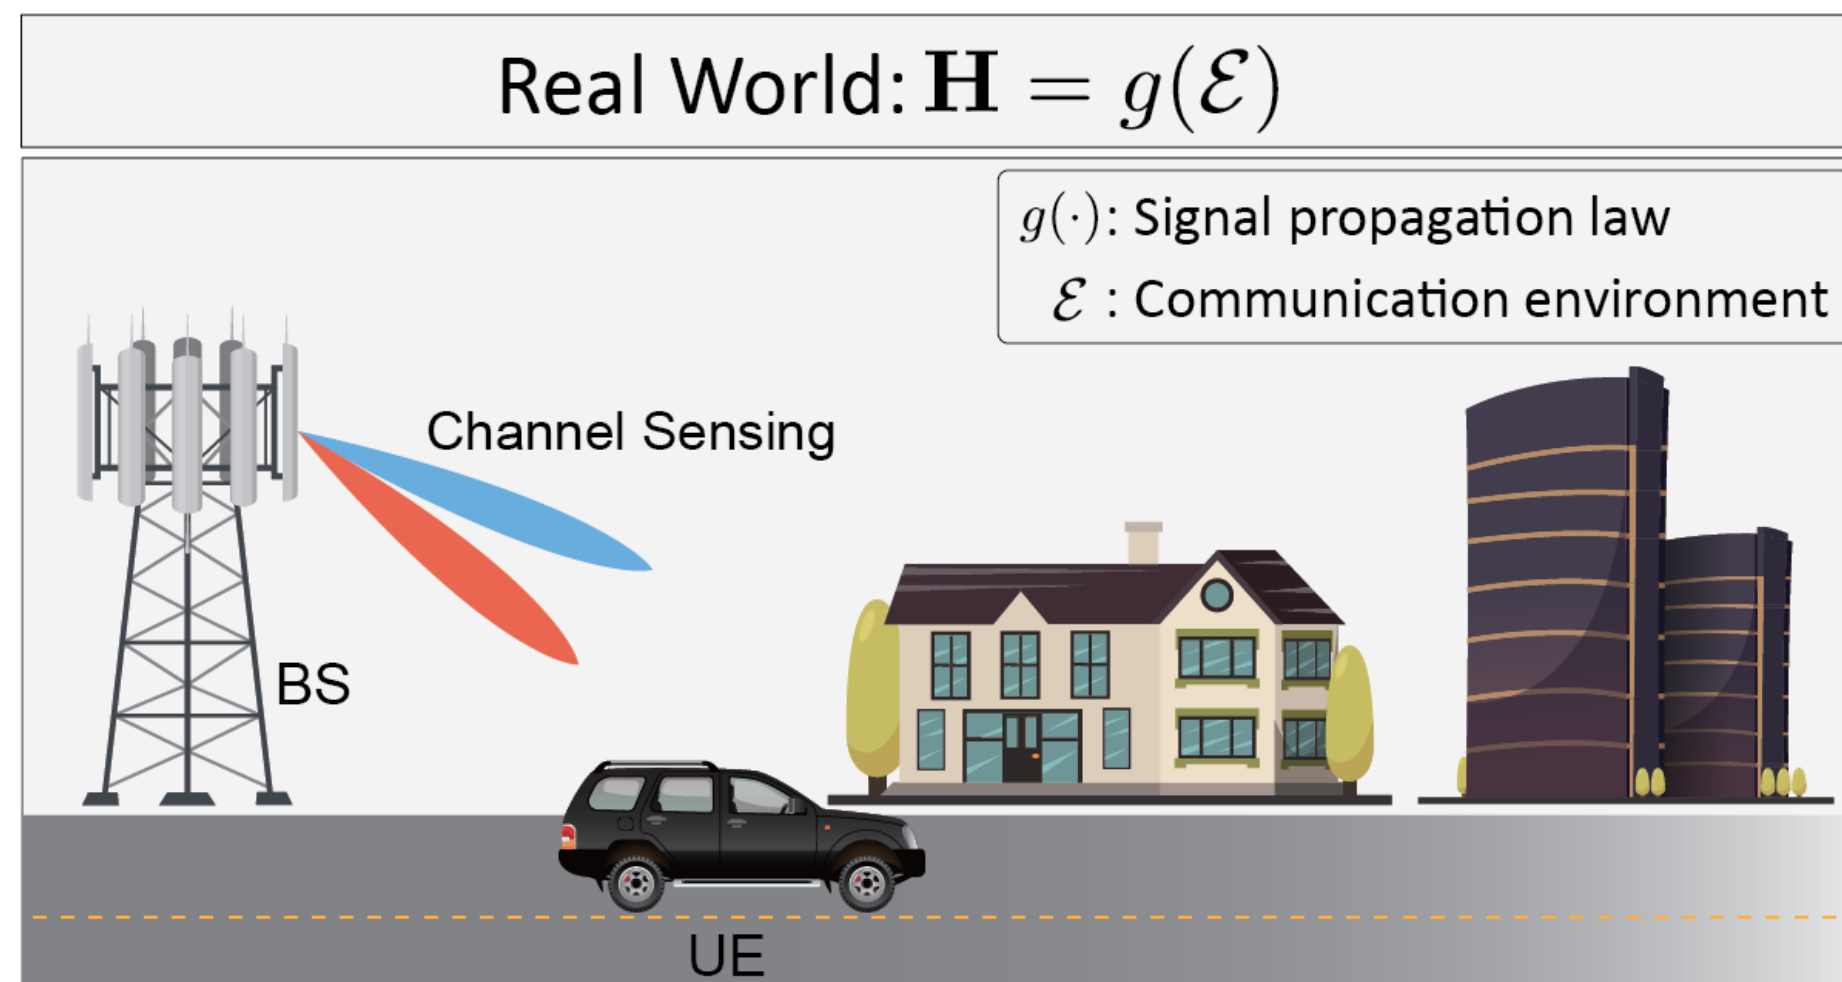 Real World: H = g(ℰ)
g(·): Signal propagation law
ℰ : Communication environment
Channel Sensing
BS
UE